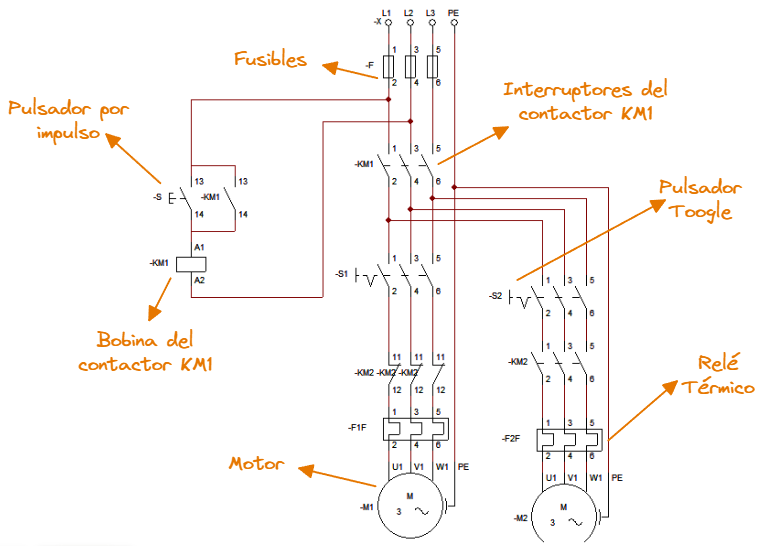 L1 L2 L3 PE
-X
Fusibles
-F 1 3 5
2 4 6
Interruptores del
contactor KM1
Pulsador por
impulso
-KM1 1 3 5
2 4 6
13 13
-S -KM1
14 14
Pulsador
Toogle
A1
-KM1
A2
-S1 1 3 5
2 4 6
-S2 1 3 5
2 4 6
Bobina del
contactor KM1
11 11 11
-KM2 -KM2 -KM2
12 12 12
-KM2 1 3 5
2 4 6
Relé
Térmico
1 3 5
-F1F
2 4 6
1 3 5
-F2F
2 4 6
Motor
U1 V1 W1 PE
-M1 M
3
U1 V1 W1 PE
-M2 M
3